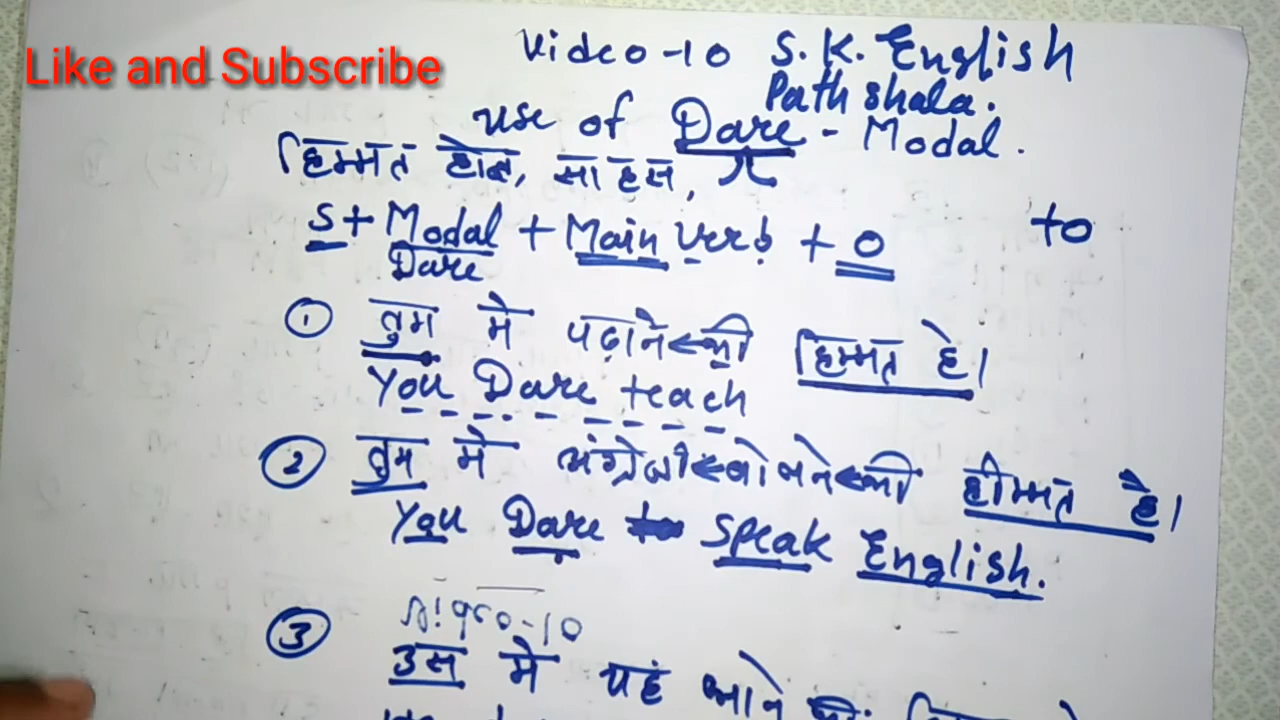 Like and Subscribe
Video-10 S.K. English
Pathshala.
use of Dare - Modal.
हिम्मत होना, साहस,
S + Modal + Main Verb + O to
Dare
① तुम मे पढ़ाने की हिम्मत है।
You Dare teach
② तुम मे अंग्रेजी बोलने की हीम्मत है।
You Dare Speak English.
③
उस मे यहं आने की